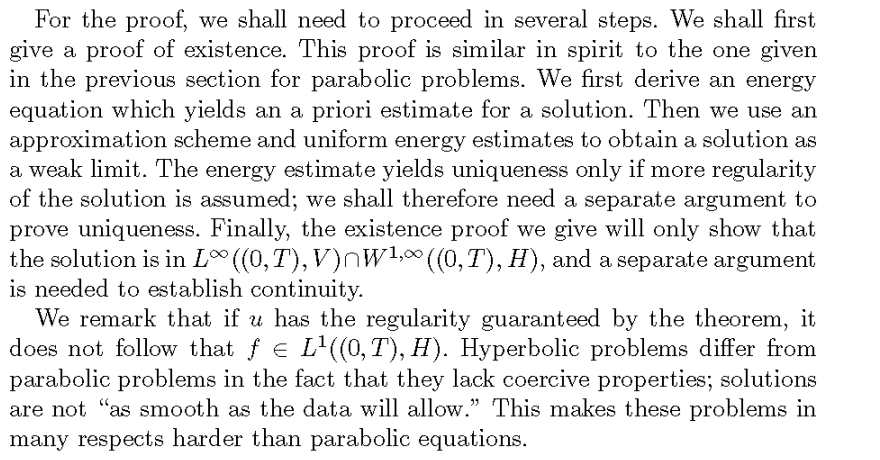 For the proof, we shall need to proceed in several steps. We shall first
give a proof of existence. This proof is similar in spirit to the one given
in the previous section for parabolic problems. We first derive an energy
equation which yields an a priori estimate for a solution. Then we use an
approximation scheme and uniform energy estimates to obtain a solution as
a weak limit. The energy estimate yields uniqueness only if more regularity
of the solution is assumed; we shall therefore need a separate argument to
prove uniqueness. Finally, the existence proof we give will only show that
the solution is in L^∞((0, T), V)∩W^{1,∞}((0, T), H), and a separate argument
is needed to establish continuity.
We remark that if u has the regularity guaranteed by the theorem, it
does not follow that f ∈ L^1((0, T), H). Hyperbolic problems differ from
parabolic problems in the fact that they lack coercive properties; solutions
are not “as smooth as the data will allow.” This makes these problems in
many respects harder than parabolic equations.